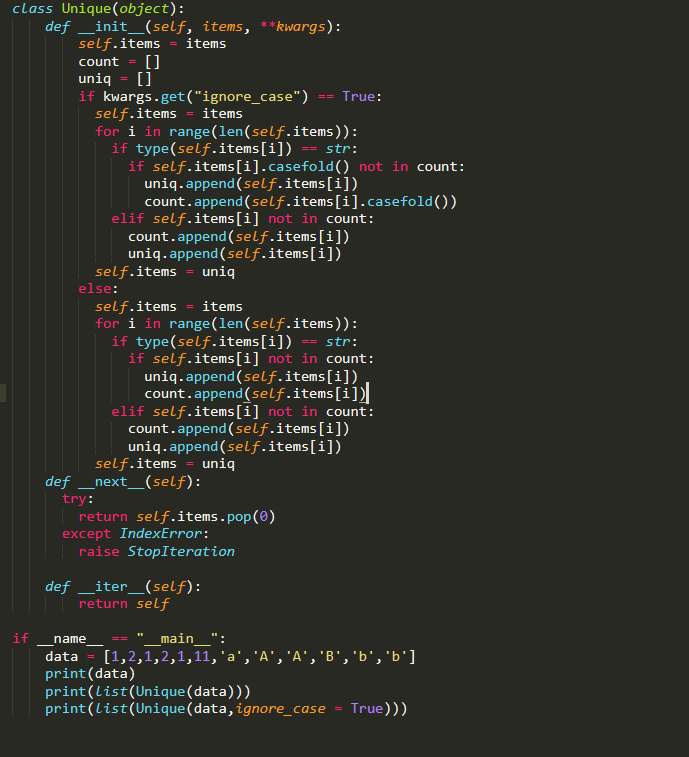 class Unique(object):
    def __init__(self, items, **kwargs):
        self.items = items
        count = []
        uniq = []
        if kwargs.get("ignore_case") == True:
          self.items = items
          for i in range(len(self.items)):
            if type(self.items[i]) == str:
              if self.items[i].casefold() not in count:
                uniq.append(self.items[i])
                count.append(self.items[i].casefold())
            elif self.items[i] not in count:
              count.append(self.items[i])
              uniq.append(self.items[i])
          self.items = uniq
        else:
          self.items = items
          for i in range(len(self.items)):
            if type(self.items[i]) == str:
              if self.items[i] not in count:
                uniq.append(self.items[i])
                count.append(self.items[i])
            elif self.items[i] not in count:
              count.append(self.items[i])
              uniq.append(self.items[i])
          self.items = uniq
    def __next__(self):
      try:
        return self.items.pop(0)
      except IndexError:
        raise StopIteration

    def __iter__(self):
        return self

if __name__ == "__main__":
    data = [1,2,1,2,1,11,'a','A','A','B','b','b']
    print(data)
    print(list(Unique(data)))
    print(list(Unique(data,ignore_case = True)))